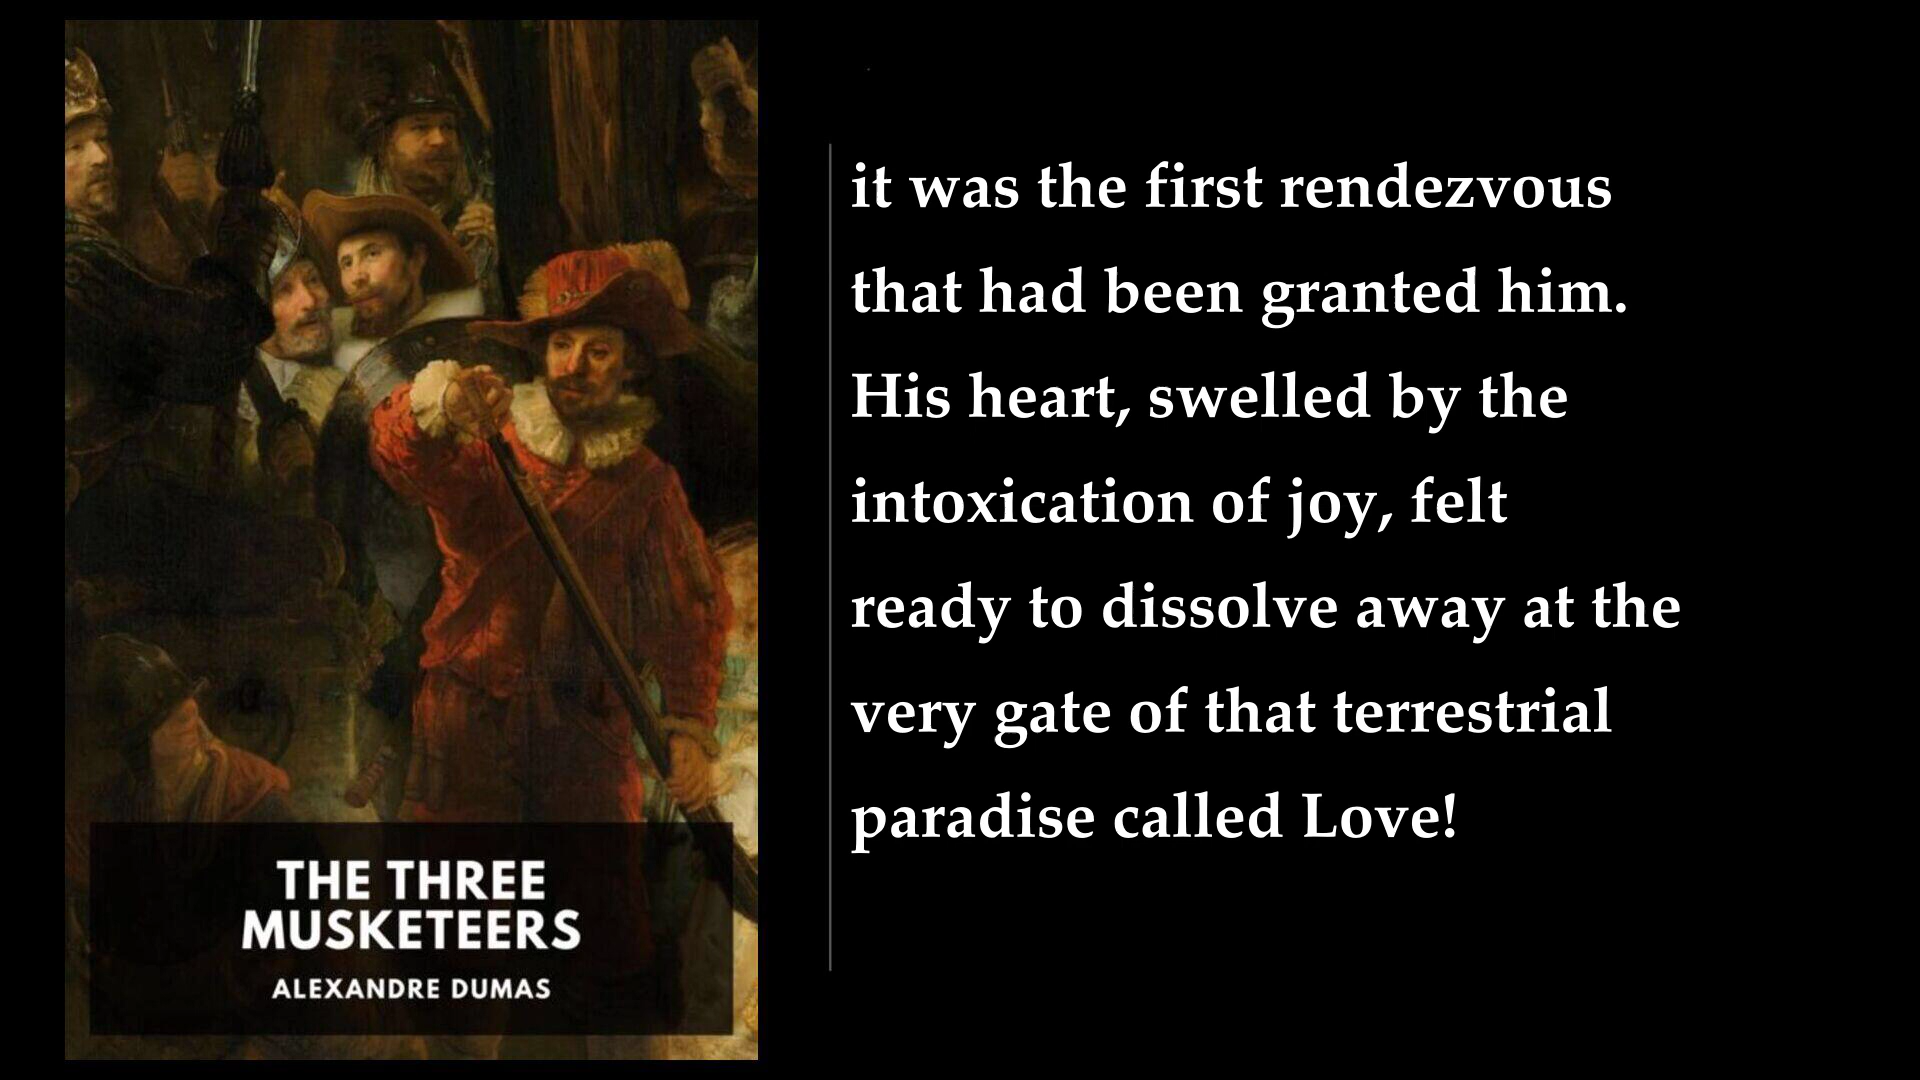 THE THREE
MUSKETEERS
ALEXANDRE DUMAS
it was the first rendezvous
that had been granted him.
His heart, swelled by the
intoxication of joy, felt
ready to dissolve away at the
very gate of that terrestrial
paradise called Love!